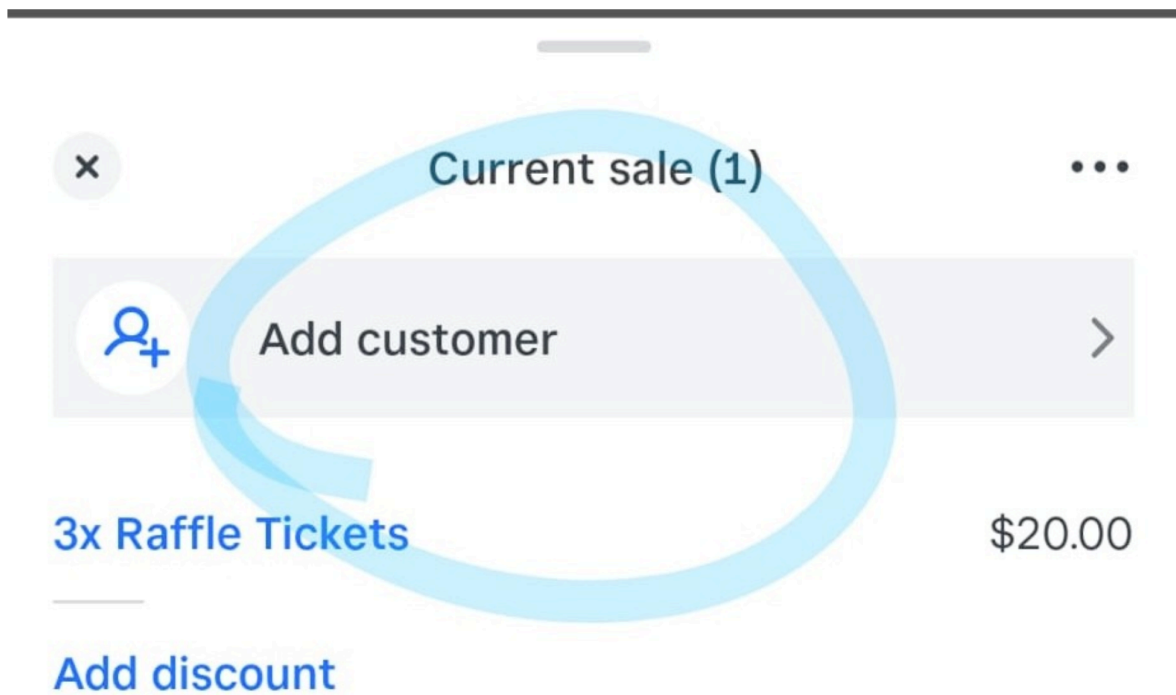 Current sale (1)
Add customer
3x Raffle Tickets $20.00
Add discount